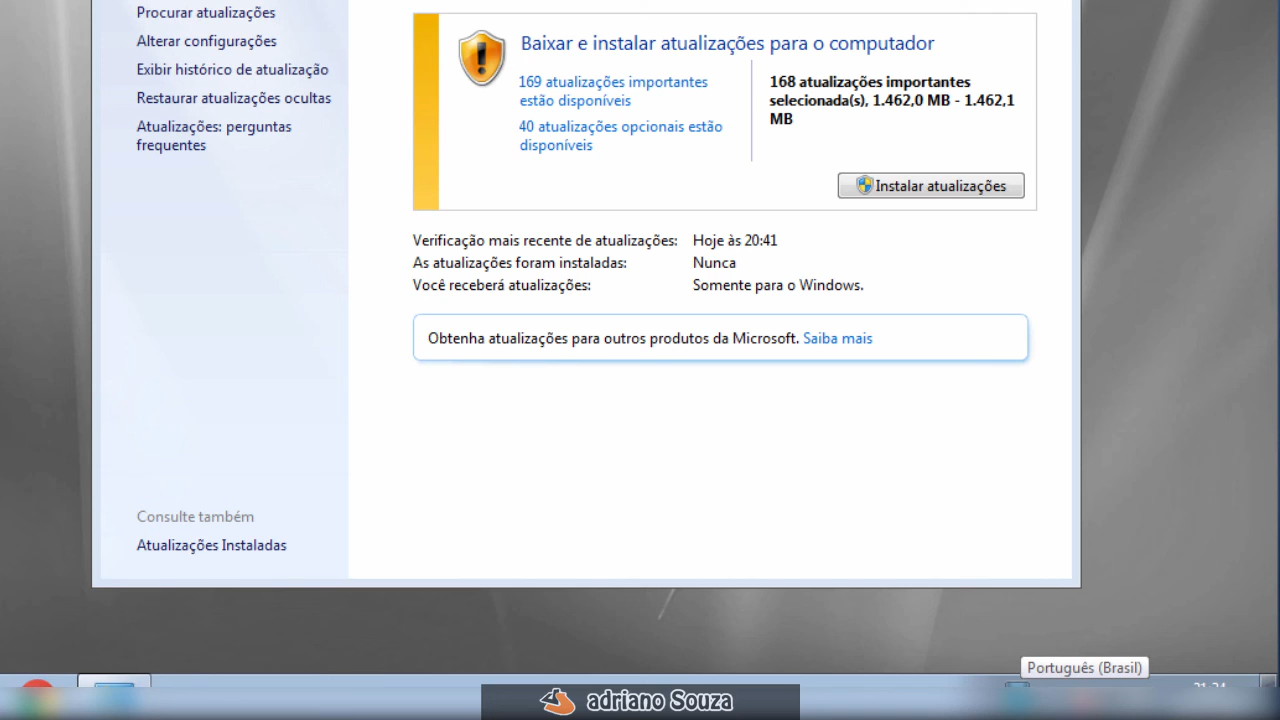 Procurar atualizações
Alterar configurações
Exibir histórico de atualização
Restaurar atualizações ocultas
Atualizações: perguntas
frequentes
Baixar e instalar atualizações para o computador
169 atualizações importantes
estão disponíveis
40 atualizações opcionais estão
disponíveis
168 atualizações importantes
selecionada(s), 1.462,0 MB - 1.462,1
MB
Instalar atualizações
Verificação mais recente de atualizações: Hoje às 20:41
As atualizações foram instaladas: Nunca
Você receberá atualizações: Somente para o Windows.
Obtenha atualizações para outros produtos da Microsoft. Saiba mais
Consulte também
Atualizações Instaladas
Português (Brasil)
adriano Souza